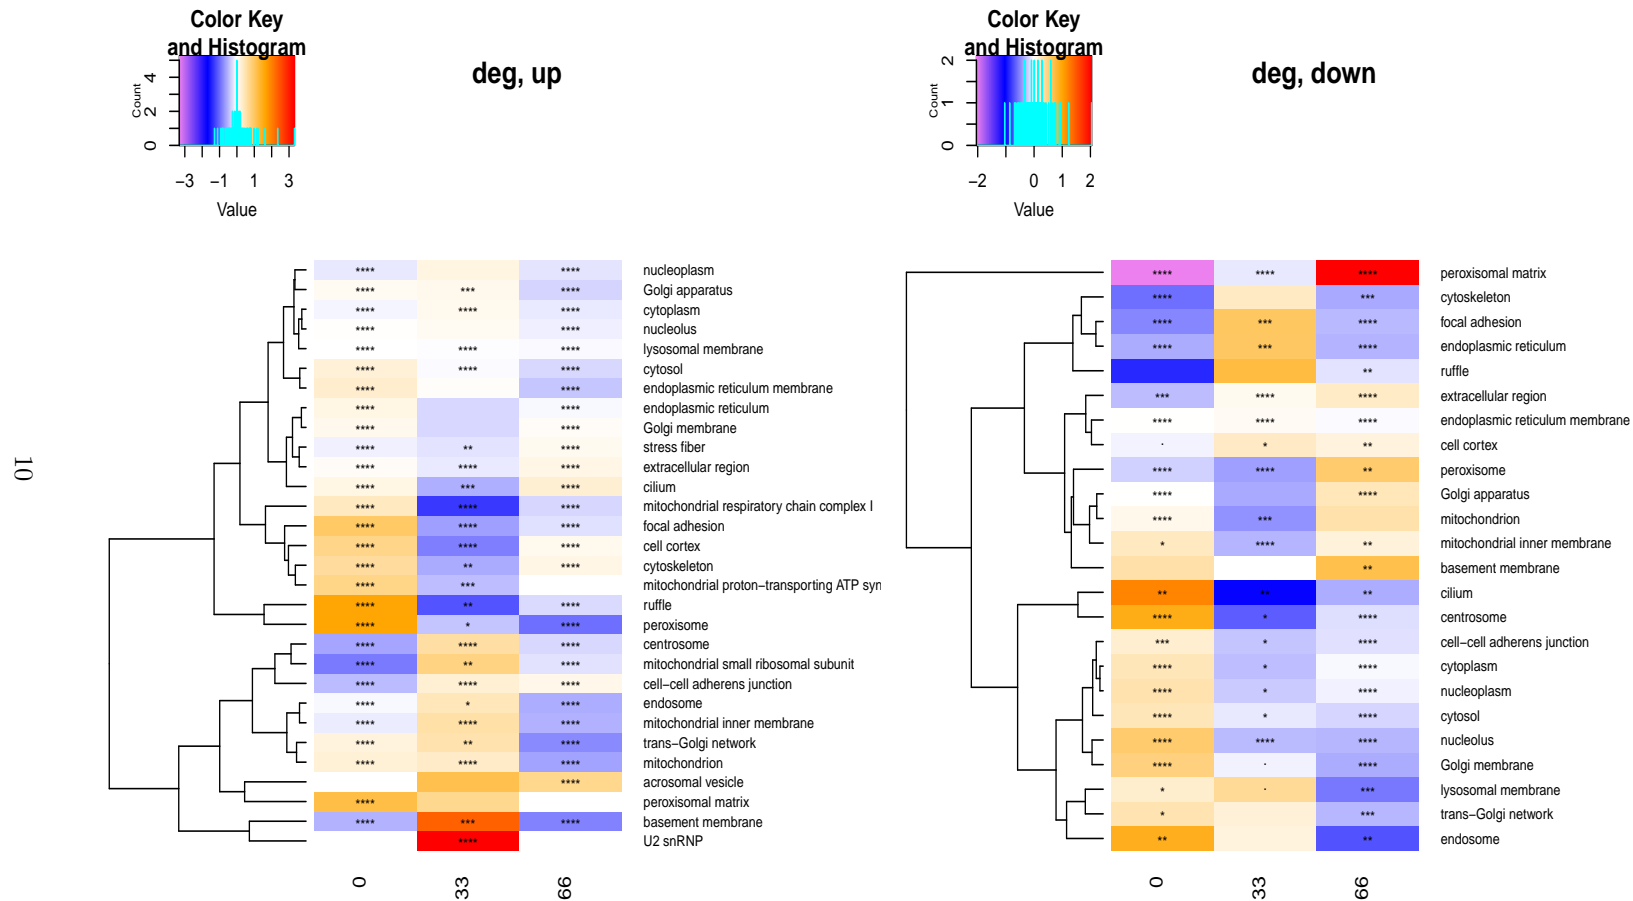 Color Key
and Histogram
Count
0 2 4
−3 −1 1 3
Value
deg, up
Color Key
and Histogram
Count
0 1 2
−2 0 1 2
Value
deg, down
10
**** **** nucleoplasm
**** *** **** Golgi apparatus
**** **** **** cytoplasm
**** **** nucleolus
**** **** **** lysosomal membrane
**** **** **** cytosol
**** **** endoplasmic reticulum membrane
**** **** endoplasmic reticulum
**** **** Golgi membrane
**** ** **** stress fiber
**** **** **** extracellular region
**** *** **** cilium
**** **** **** mitochondrial respiratory chain complex I
**** **** **** focal adhesion
**** **** **** cell cortex
**** ** **** cytoskeleton
**** *** mitochondrial proton−transporting ATP syn
**** ** **** ruffle
**** * **** peroxisome
**** **** **** centrosome
**** ** **** mitochondrial small ribosomal subunit
**** **** **** cell−cell adherens junction
**** * **** endosome
**** **** **** mitochondrial inner membrane
**** ** **** trans−Golgi network
**** **** **** mitochondrion
**** acrosomal vesicle
**** peroxisomal matrix
**** *** **** basement membrane
**** U2 snRNP
0 33 66
**** **** **** peroxisomal matrix
**** *** cytoskeleton
**** *** **** focal adhesion
**** *** **** endoplasmic reticulum
** ruffle
*** **** **** extracellular region
**** **** **** endoplasmic reticulum membrane
. * ** cell cortex
**** **** ** peroxisome
**** **** Golgi apparatus
**** *** mitochondrion
* **** ** mitochondrial inner membrane
** basement membrane
** ** ** cilium
**** * **** centrosome
*** * **** cell−cell adherens junction
**** * **** cytoplasm
**** * **** nucleoplasm
**** * **** cytosol
**** **** **** nucleolus
**** . **** Golgi membrane
* . *** lysosomal membrane
* *** trans−Golgi network
** ** endosome
0 33 66